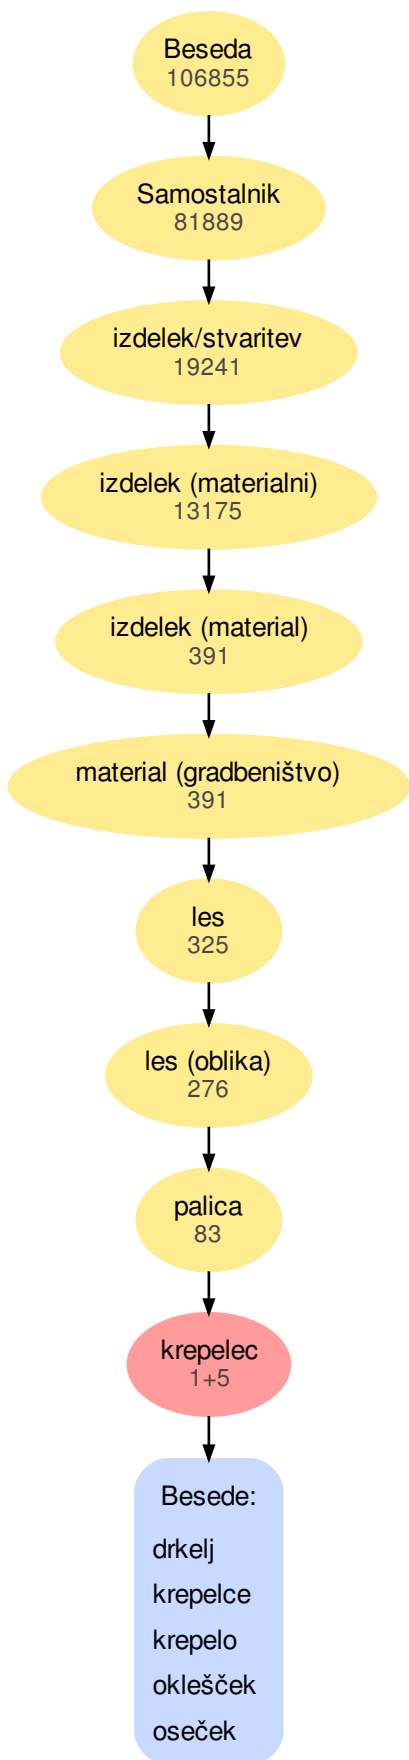 Beseda
106855
Samostalnik
81889
izdelek/stvaritev
19241
izdelek (materialni)
13175
izdelek (material)
391
material (gradbeništvo)
391
les
325
les (oblika)
276
palica
83
krepelec
1+5
Besede:
drkelj
krepelce
krepelo
oklešček
oseček